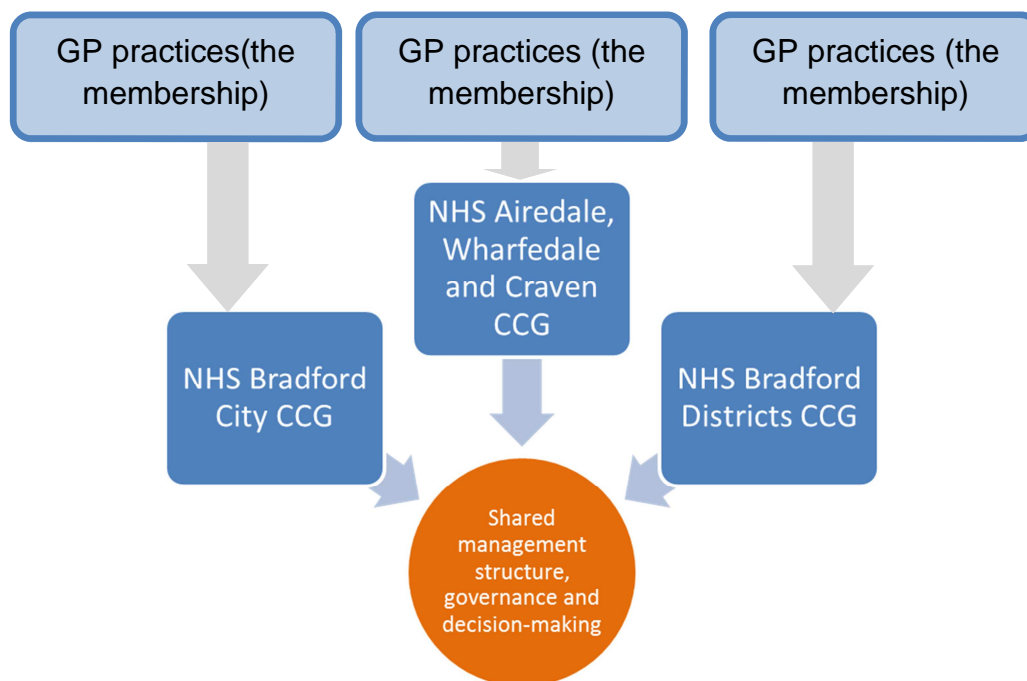 GP practices(the
membership)
GP practices (the
membership)
GP practices (the
membership)
NHS Airedale,
Wharfedale
and Craven
CCG
NHS Bradford
City CCG
NHS Bradford
Districts CCG
Shared
management
structure,
governance and
decision-making